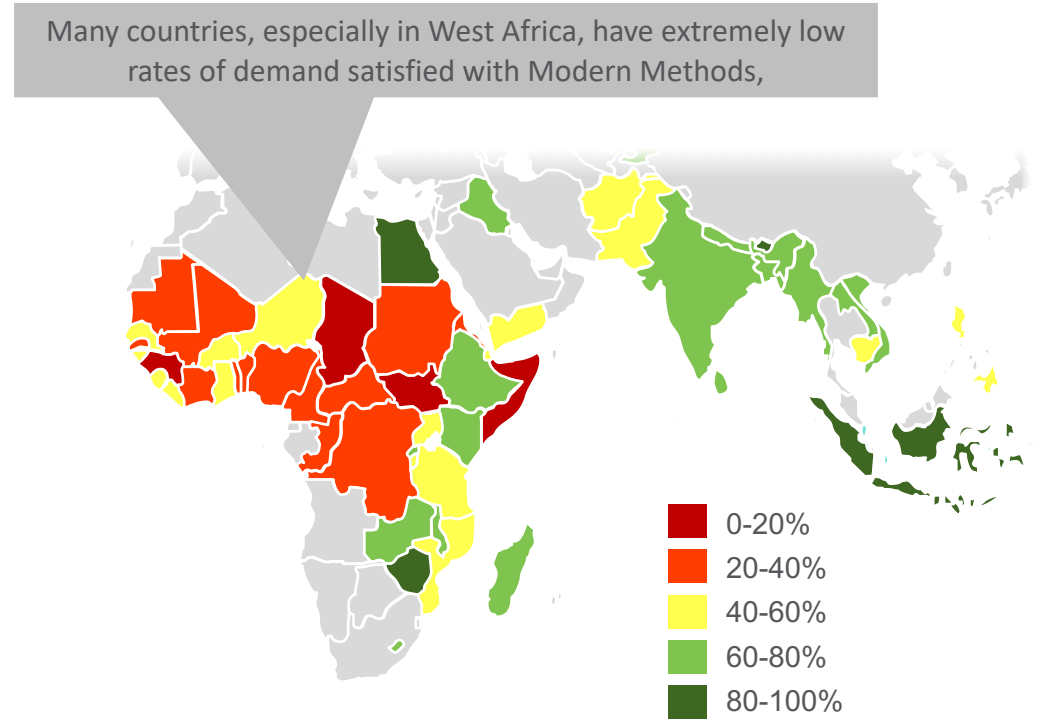 Many countries, especially in West Africa, have extremely low
rates of demand satisfied with Modern Methods,
0-20%
20-40%
40-60%
60-80%
80-100%